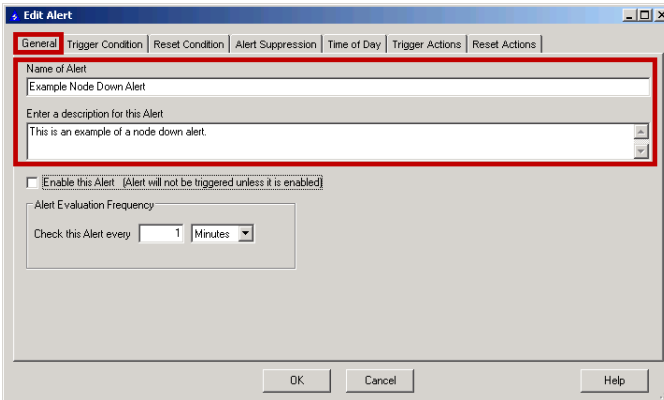 Edit Alert
General Trigger Condition Reset Condition Alert Suppression Time of Day Trigger Actions Reset Actions
Name of Alert
Example Node Down Alert
Enter a description for this Alert
This is an example of a node down alert.
Enable this Alert (Alert will not be triggered unless it is enabled)
Alert Evaluation Frequency
Check this Alert every 1 Minutes
OK Cancel Help